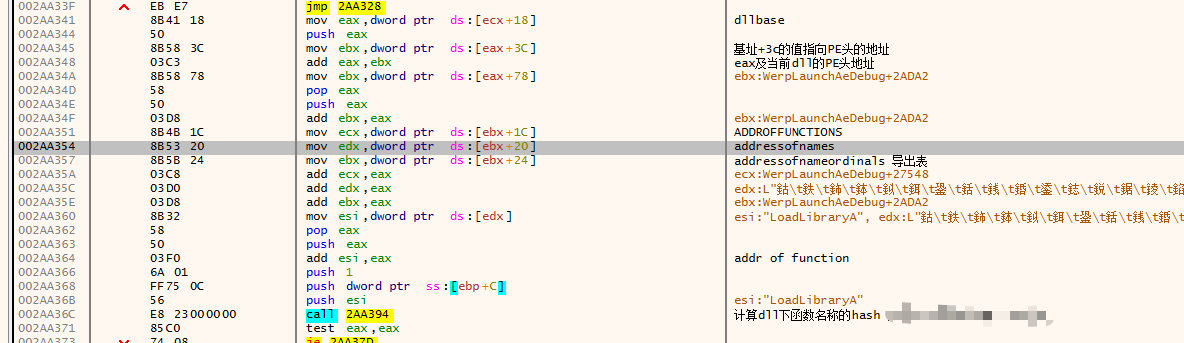 002AA33F EB E7 jmp 2AA328
002AA341 8B41 18 mov eax,dword ptr ds:[ecx+18] dllbase
002AA344 50 push eax
002AA345 8B58 3C mov ebx,dword ptr ds:[eax+3C] 基址+3c的值指向PE头的地址
002AA348 03C3 add eax,ebx eax及当前dll的PE头地址
002AA34A 8B58 78 mov ebx,dword ptr ds:[eax+78] ebx:WerpLaunchAeDebug+2ADA2
002AA34D 58 pop eax
002AA34E 50 push eax
002AA34F 03D8 add ebx,eax ebx:WerpLaunchAeDebug+2ADA2
002AA351 8B4B 1C mov ecx,dword ptr ds:[ebx+1C] ADDROFFUNCTIONS
002AA354 8B53 20 mov edx,dword ptr ds:[ebx+20] addressofnames
002AA357 8B5B 24 mov ebx,dword ptr ds:[ebx+24] addressofnameordinals 导出表
002AA35A 03C8 add ecx,eax ecx:WerpLaunchAeDebug+27548
002AA35C 03D0 add edx,eax edx:L"
002AA35E 03D8 add ebx,eax ebx:WerpLaunchAeDebug+2ADA2
002AA360 8B32 mov esi,dword ptr ds:[edx] esi:"LoadLibraryA", edx:L"
002AA362 58 pop eax
002AA363 50 push eax
002AA364 03F0 add esi,eax addr of function
002AA366 6A 01 push 1
002AA368 FF75 0C push dword ptr ss:[ebp+C]
002AA36B 56 push esi esi:"LoadLibraryA"
002AA36C E8 23000000 call 2AA394 计算dll下函数名称的hash
002AA371 85C0 test eax,eax
002AA373 74 08 je 2AA37D